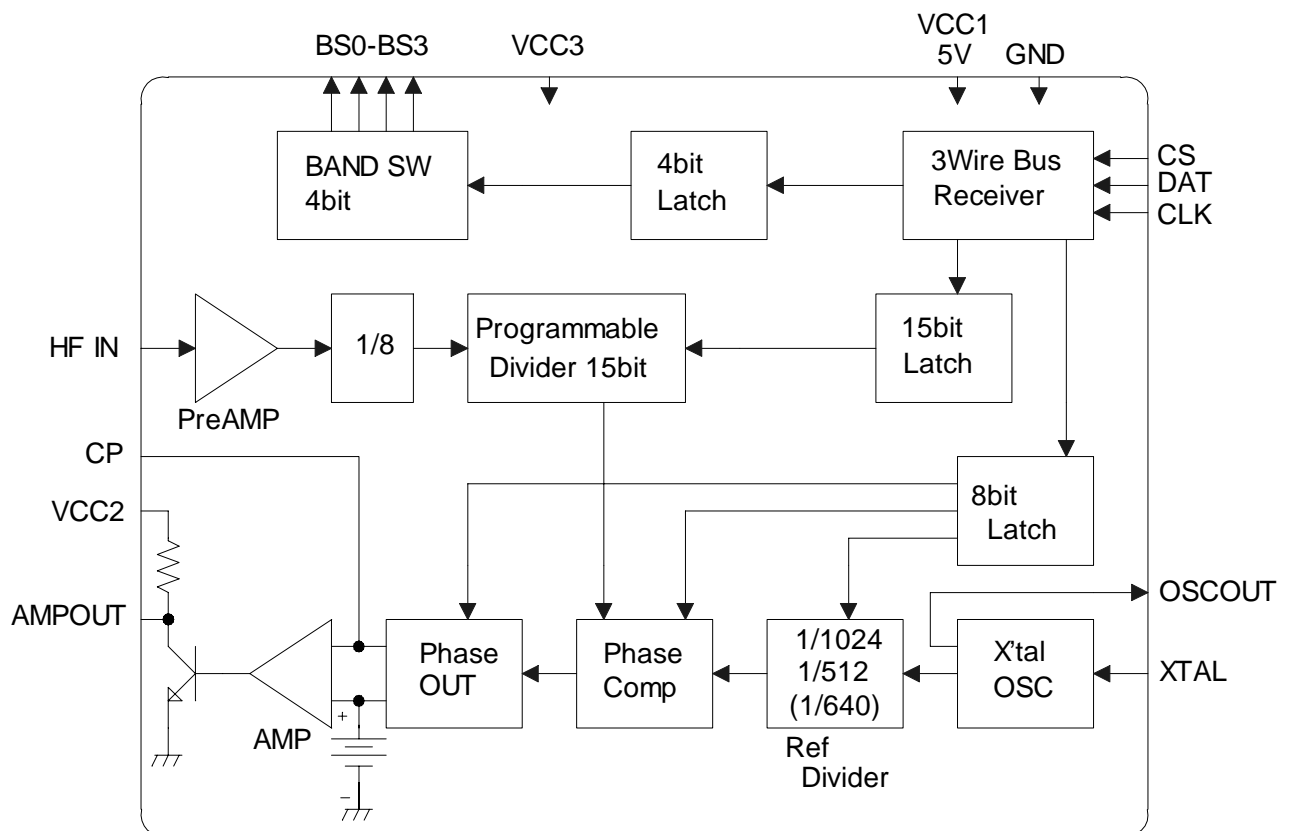 BS0-BS3
VCC3
VCC1
5V
GND
BAND SW
4bit
4bit
Latch
3Wire Bus
Receiver
CS
DAT
CLK
HF IN
PreAMP
1/8
Programmable
Divider 15bit
15bit
Latch
CP
VCC2
8bit
Latch
AMPOUT
OSCOUT
AMP
+
−
Phase
OUT
Phase
Comp
1/1024
1/512
(1/640)
Ref
Divider
X'tal
OSC
XTAL